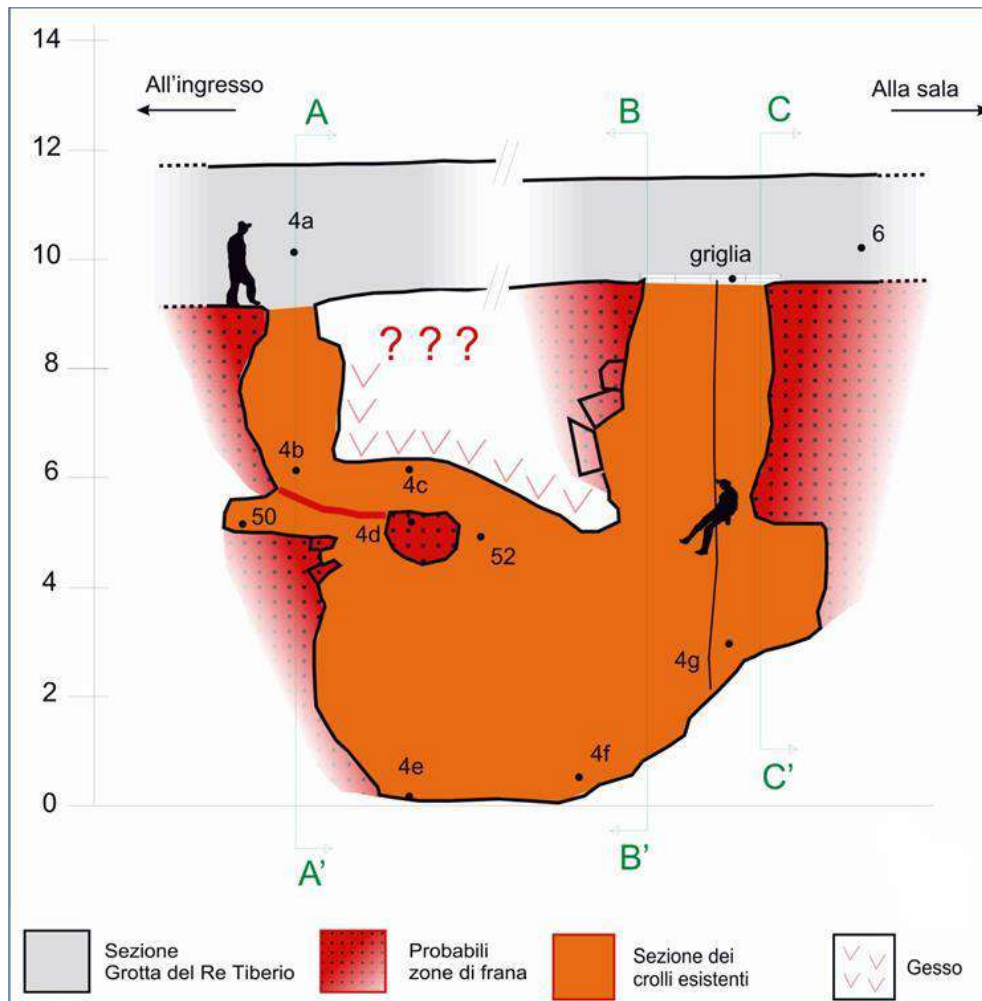 14
All'ingresso
A
B
C
Alla sala
12
4a
6
10
griglia
? ? ?
8
4b
4c
6
50
4d
52
4
4g
2
4f
4e
C'
0
A'
B'
Sezione
Grotta del Re Tiberio
Probabili
zone di frana
Sezione dei
crolli esistenti
Gesso